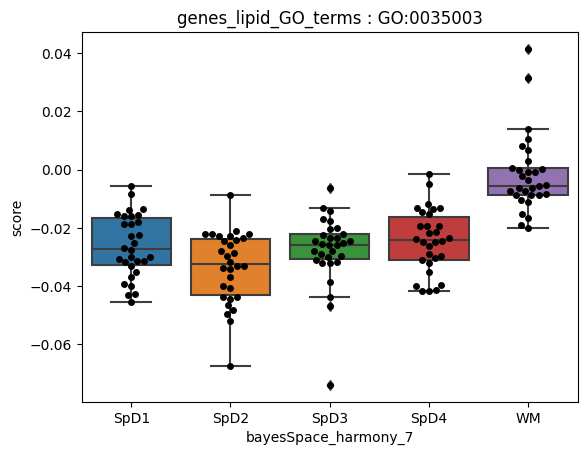 genes_lipid_GO_terms : GO:0035003
score
0.04
0.02
0.00
−0.02
−0.04
−0.06
SpD1 SpD2 SpD3 SpD4 WM
bayesSpace_harmony_7